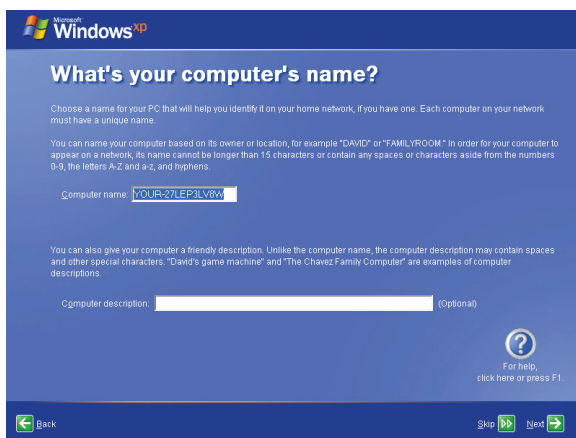 Microsoft
Windows xp
What's your computer's name?
Choose a name for your PC that will help you identify it on your home network, if you have one. Each computer on your network
must have a unique name.
You can name your computer based on its owner or location, for example "DAVID" or "FAMILYROOM." In order for your computer to
appear on a network, its name cannot be longer than 15 characters or contain any spaces or characters aside from the numbers
0-9, the letters A-Z and a-z, and hyphens.
Computer name: YOUR-27LEP3LV8W
You can also give your computer a friendly description. Unlike the computer name, the computer description may contain spaces
and other special characters. "David's game machine" and "The Chavez Family Computer" are examples of computer
descriptions.
Computer description: (Optional)
?
For help,
click here or press F1.
Back Skip Next